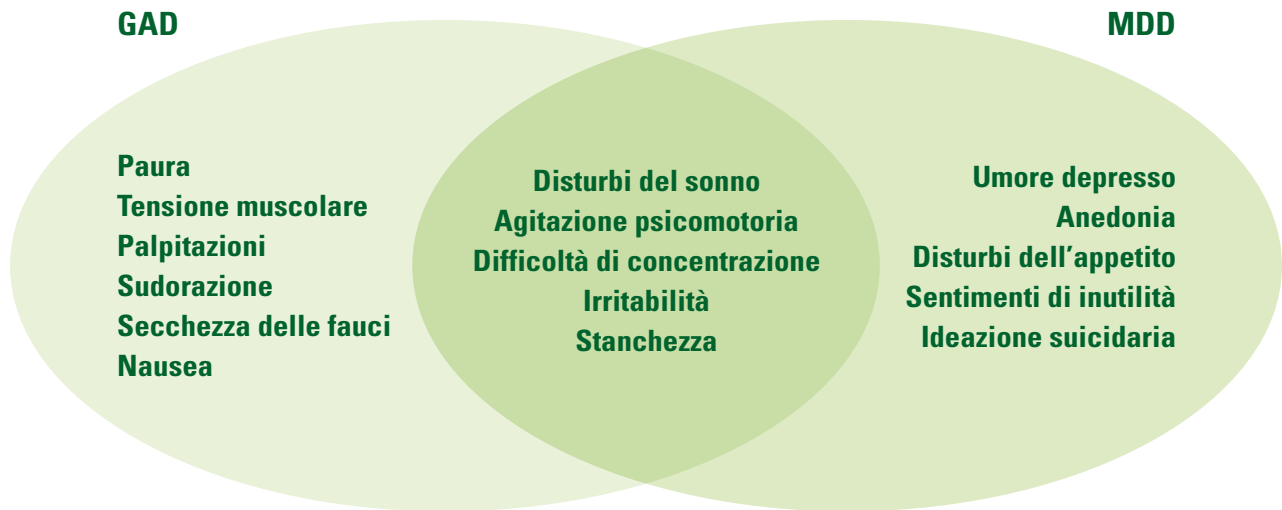 GAD
MDD
Paura
Tensione muscolare
Palpitazioni
Sudorazione
Secchezza delle fauci
Nausea
Disturbi del sonno
Agitazione psicomotoria
Difficoltà di concentrazione
Irritabilità
Stanchezza
Umore depresso
Anedonia
Disturbi dell’appetito
Sentimenti di inutilità
Ideazione suicidaria